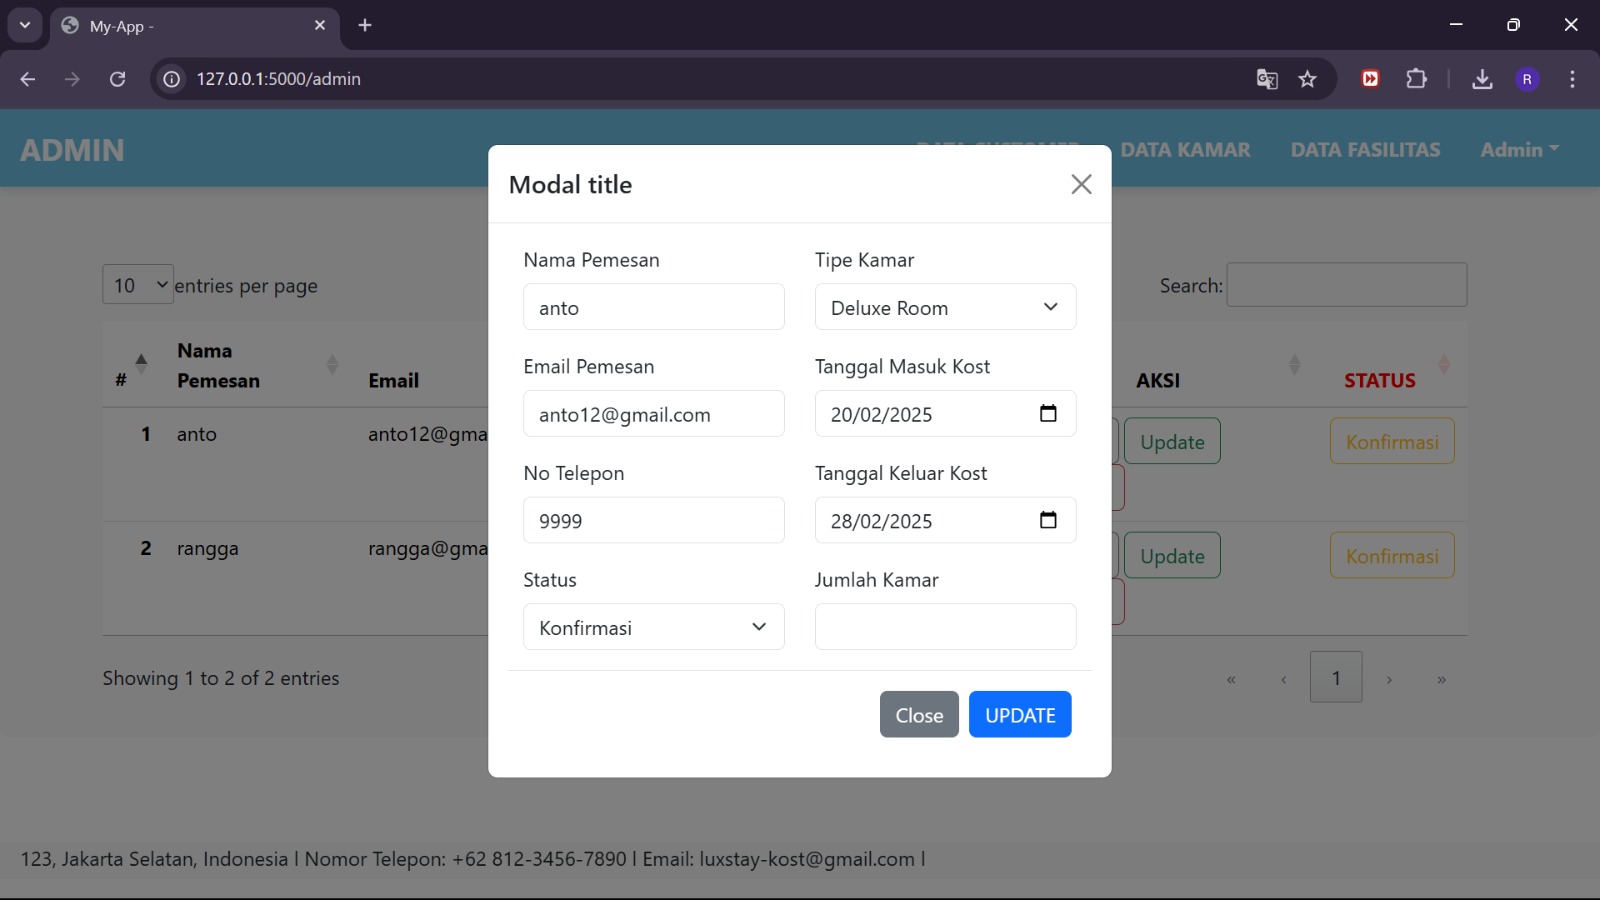 My-App -
127.0.0.1:5000/admin
R
ADMIN
DATA CUSTOMER DATA KAMAR DATA FASILITAS Admin
Modal title
Nama Pemesan
anto
Tipe Kamar
Deluxe Room
Email Pemesan
anto12@gmail.com
Tanggal Masuk Kost
20/02/2025
No Telepon
9999
Tanggal Keluar Kost
28/02/2025
Status
Konfirmasi
Jumlah Kamar
Close UPDATE
10 entries per page
Search:
# Nama Pemesan Email AKSI STATUS
1 anto anto12@gma Update Konfirmasi
2 rangga rangga@gma Update Konfirmasi
Showing 1 to 2 of 2 entries
« ‹ 1 › »
123, Jakarta Selatan, Indonesia | Nomor Telepon: +62 812-3456-7890 | Email: luxstay-kost@gmail.com |